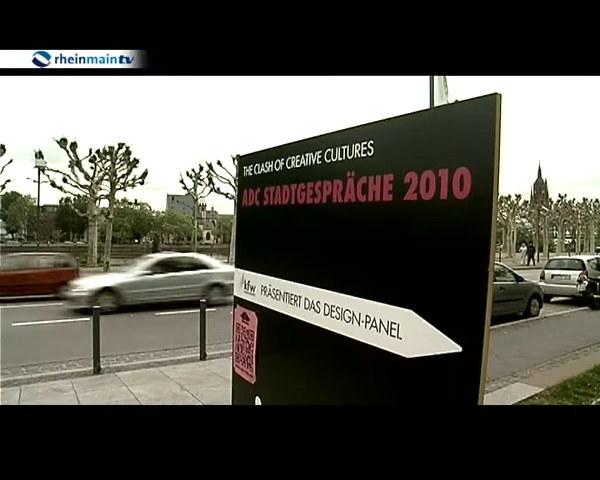 rheinmaintv
THE CLASH OF CREATIVE CULTURES
ADC STADTGESPRÄCHE 2010
kfw PRÄSENTIERT DAS DESIGN-PANEL